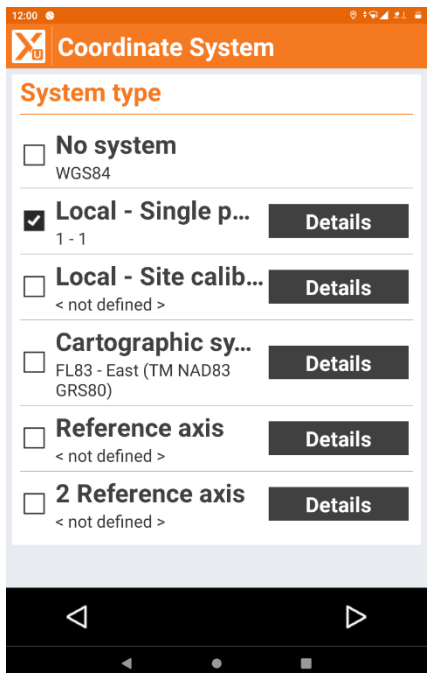 12:00
U
Coordinate System
System type
No system
WGS84
Local - Single p...
1 - 1
Details
Local - Site calib...
< not defined >
Details
Cartographic sy...
FL83 - East (TM NAD83
GRS80)
Details
Reference axis
< not defined >
Details
2 Reference axis
< not defined >
Details